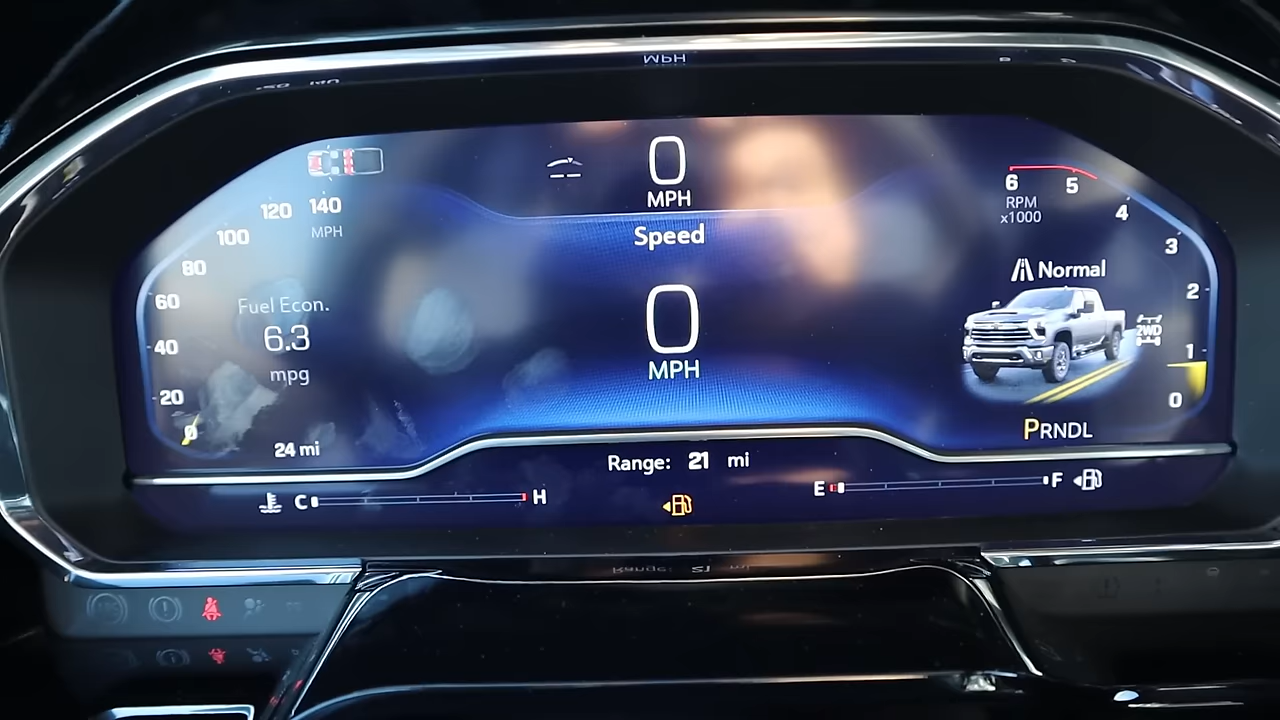 0
MPH
Speed
0
MPH
120 140
MPH
100
80
60
40
20
0
Fuel Econ.
6.3
mpg
24 mi
6 5
RPM
x1000
4
3
2
1
0
Normal
2WD
PRNDL
Range: 21 mi
C H
E F